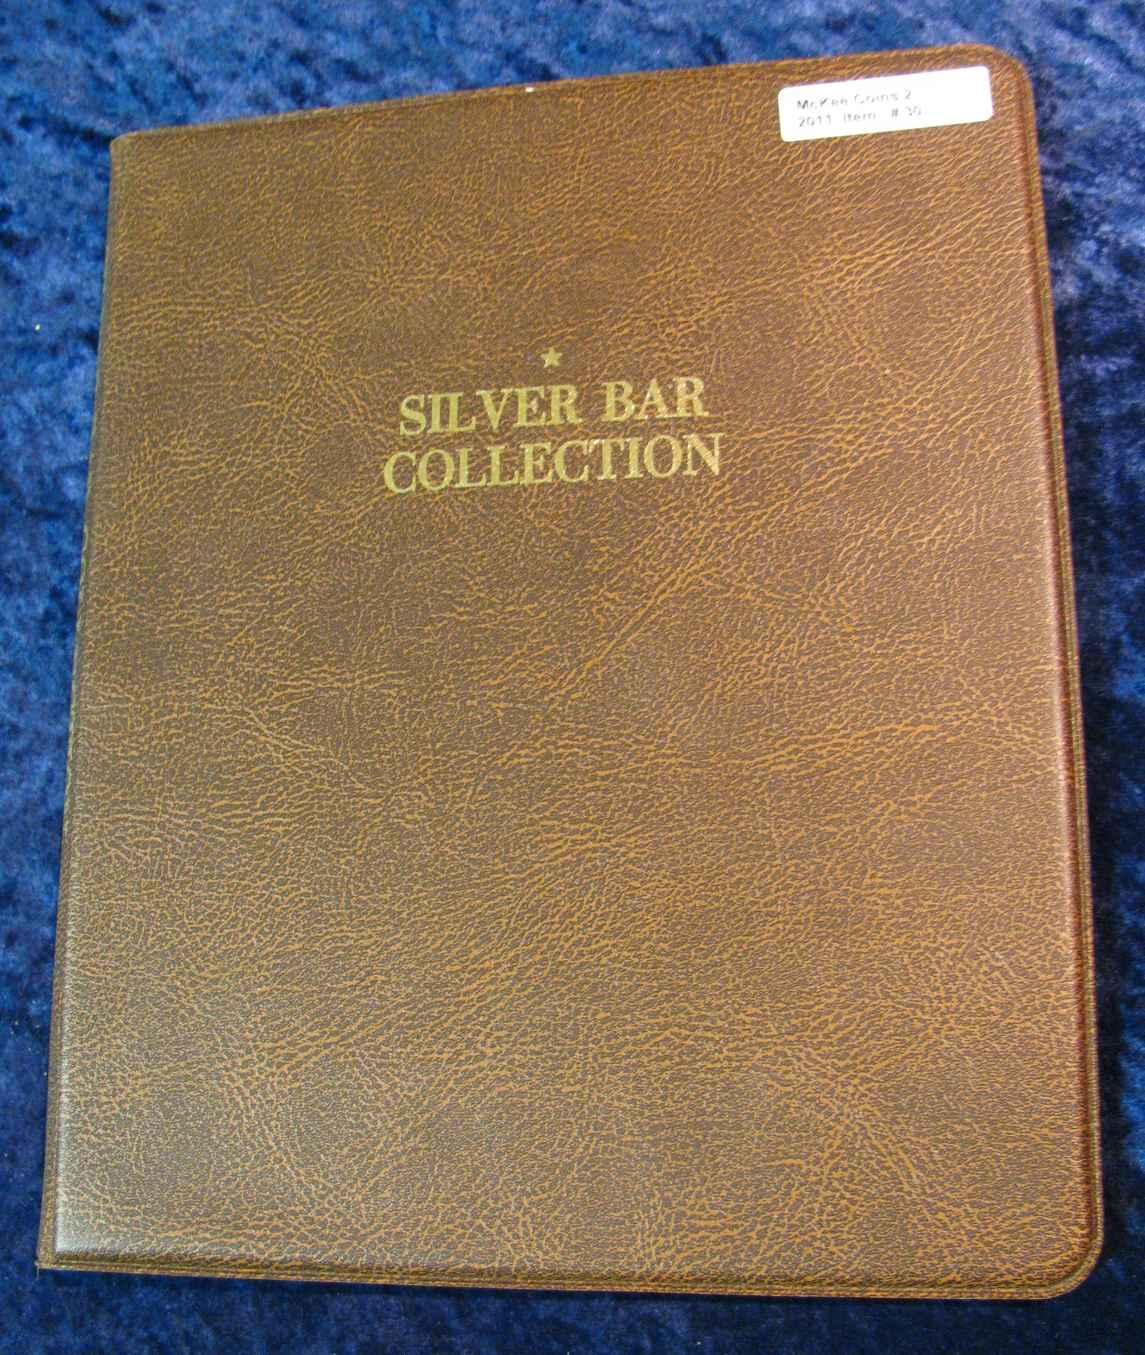 McKee Coins 2
2011 Item # 30
SILVER BAR
COLLECTION